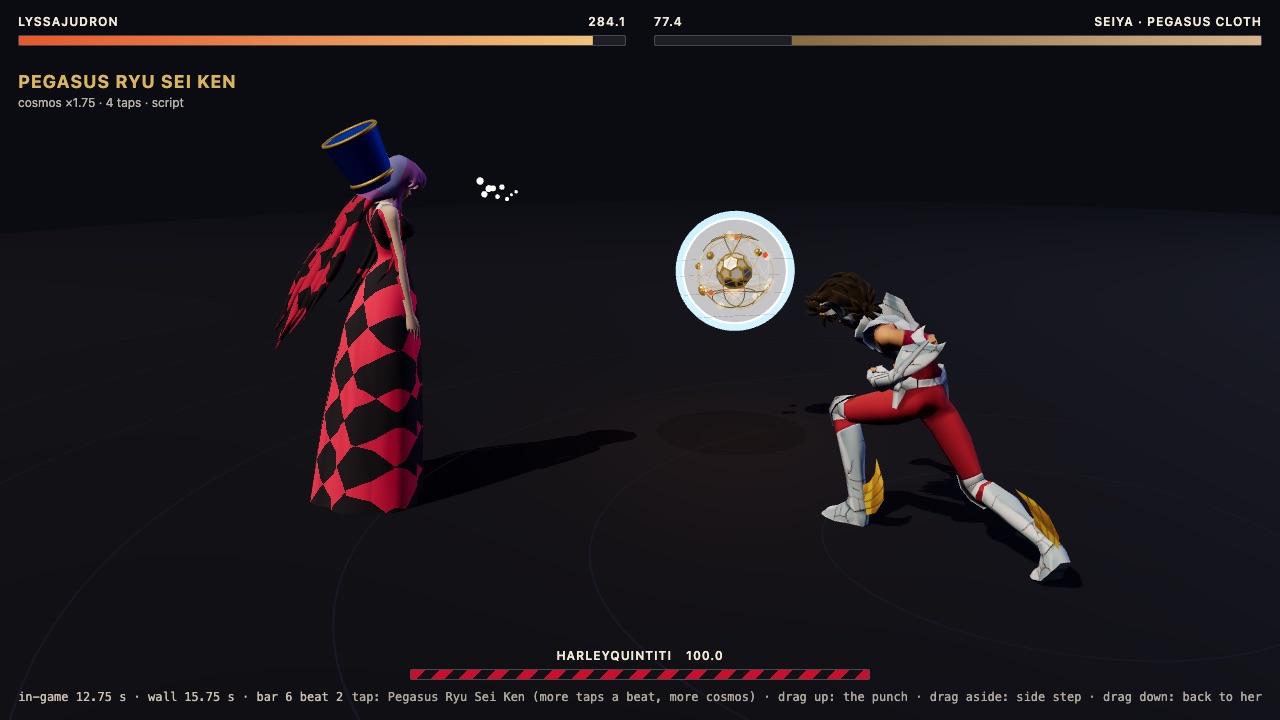 LYSSAJUDRON 284.1 77.4 SEIYA · PEGASUS CLOTH
PEGASUS RYU SEI KEN
cosmos ×1.75 · 4 taps · script
HARLEYQUINTITI 100.0
in-game 12.75 s · wall 15.75 s · bar 6 beat 2 tap: Pegasus Ryu Sei Ken (more taps a beat, more cosmos) · drag up: the punch · drag aside: side step · drag down: back to her